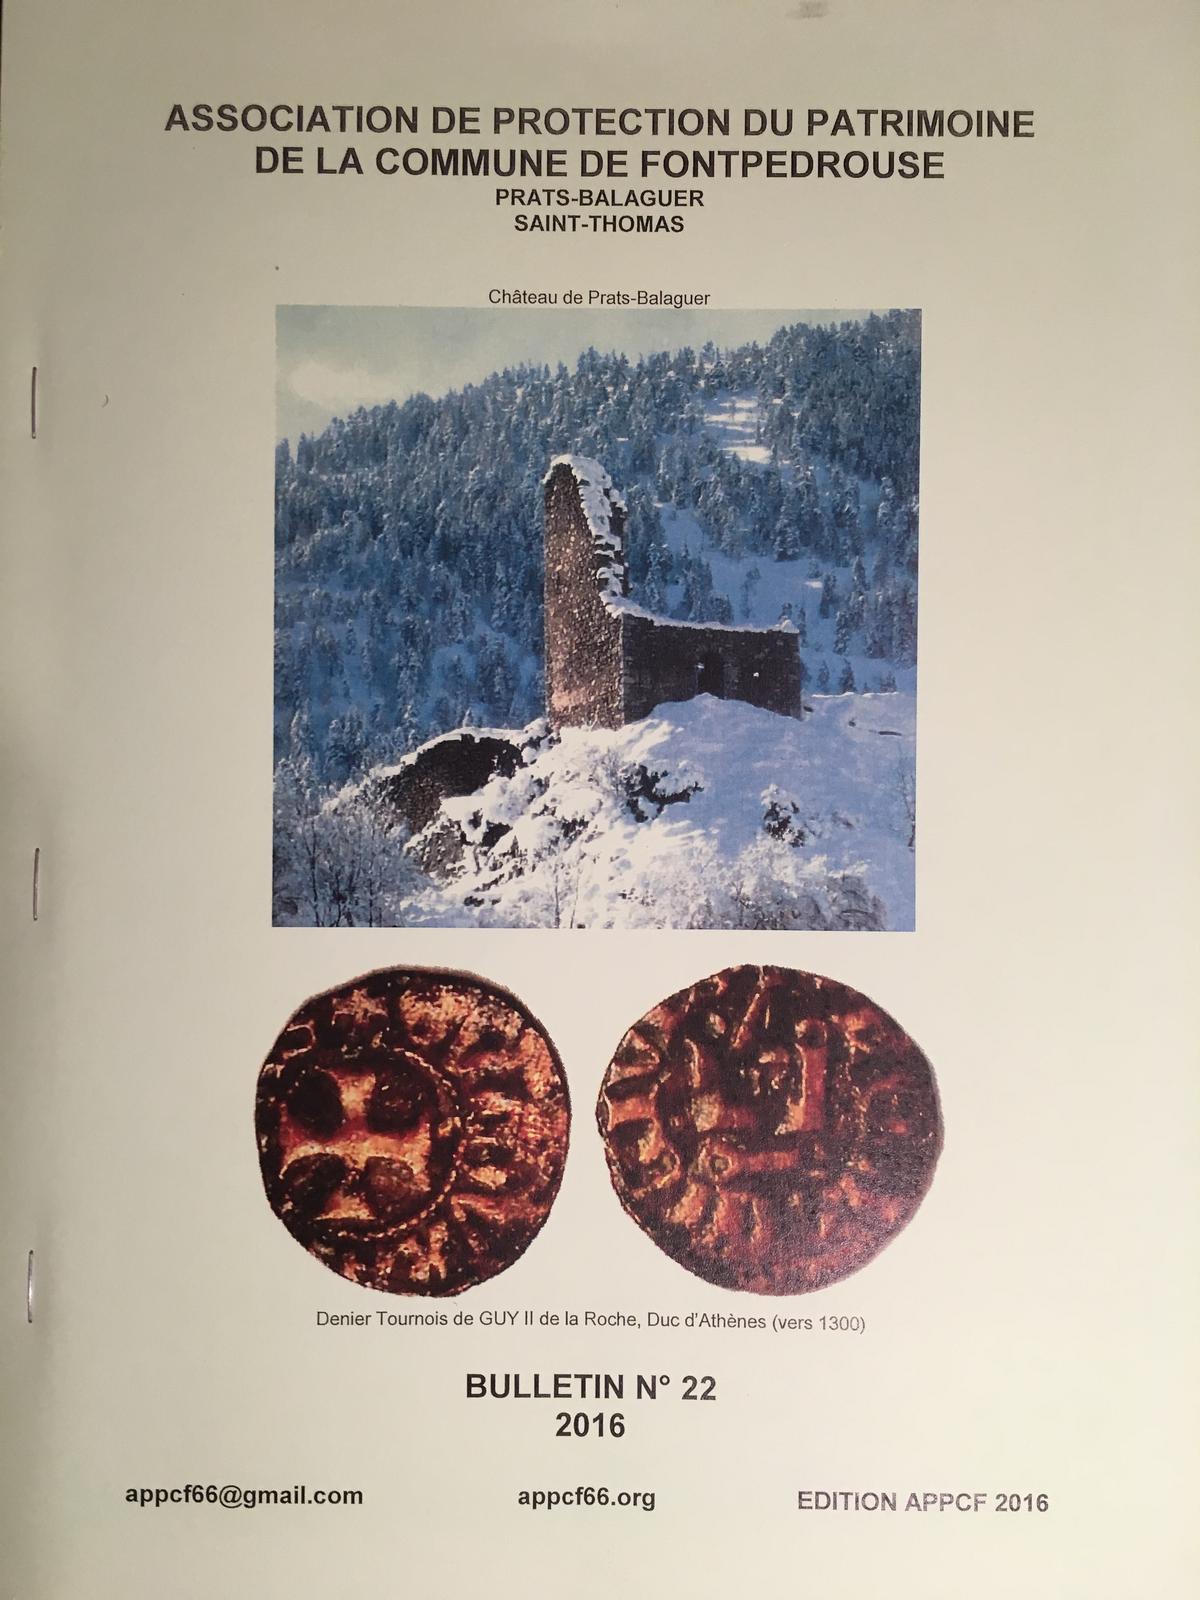 ASSOCIATION DE PROTECTION DU PATRIMOINE
DE LA COMMUNE DE FONTPEDROUSE
PRATS-BALAGUER
SAINT-THOMAS
Château de Prats-Balaguer
Denier Tournois de GUY II de la Roche, Duc d'Athènes (vers 1300)
BULLETIN N° 22
2016
appcf66@gmail.com
appcf66.org
EDITION APPCF 2016